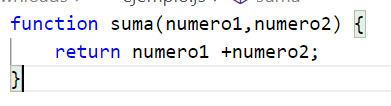 function suma(numero1,numero2) {
    return numero1 +numero2;
}